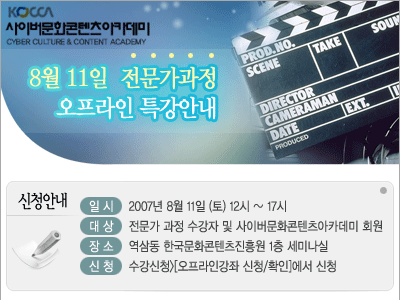 KOCCA
사이버문화콘텐츠아카데미
CYBER CULTURE & CONTENT ACADEMY
8월 11일 전문가과정
오프라인 특강안내
PROD.NO.
SCENE
TAKE
SOUN
DIRECTOR
CAMERAMAN
DATE
EXT.
PRODUCED
신청안내
일 시 2007년 8월 11일 (토) 12시 ~ 17시
대 상 전문가 과정 수강자 및 사이버문화콘텐츠아카데미 회원
장 소 역삼동 한국문화콘텐츠진흥원 1층 세미나실
신 청 수강신청)[오프라인강좌 신청/확인]에서 신청